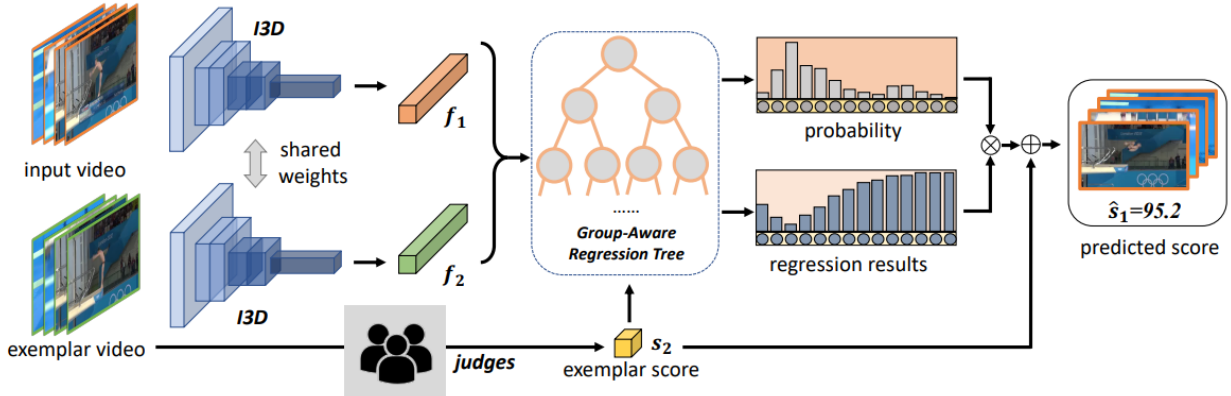 I3D
f₁
input video
shared
weights
exemplar video
I3D
f₂
judges
......
Group-Aware
Regression Tree
s₂
exemplar score
probability
regression results
ŝ₁=95.2
predicted score